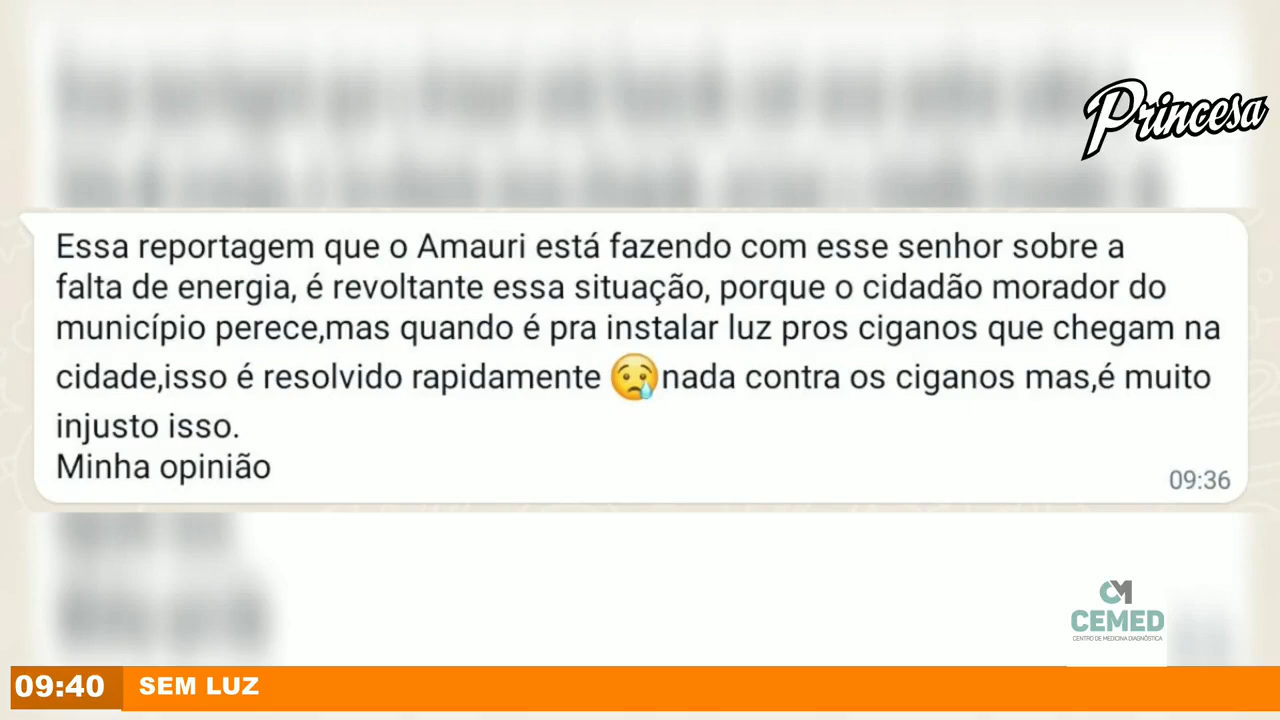 Princesa
Essa reportagem que o Amauri está fazendo com esse senhor sobre a
falta de energia, é revoltante essa situação, porque o cidadão morador do
município perece,mas quando é pra instalar luz pros ciganos que chegam na
cidade,isso é resolvido rapidamente 😢nada contra os ciganos mas,é muito
injusto isso.
Minha opinião
09:36
CM
CEMED
CENTRO DE MEDICINA DIAGNÓSTICA
09:40 SEM LUZ